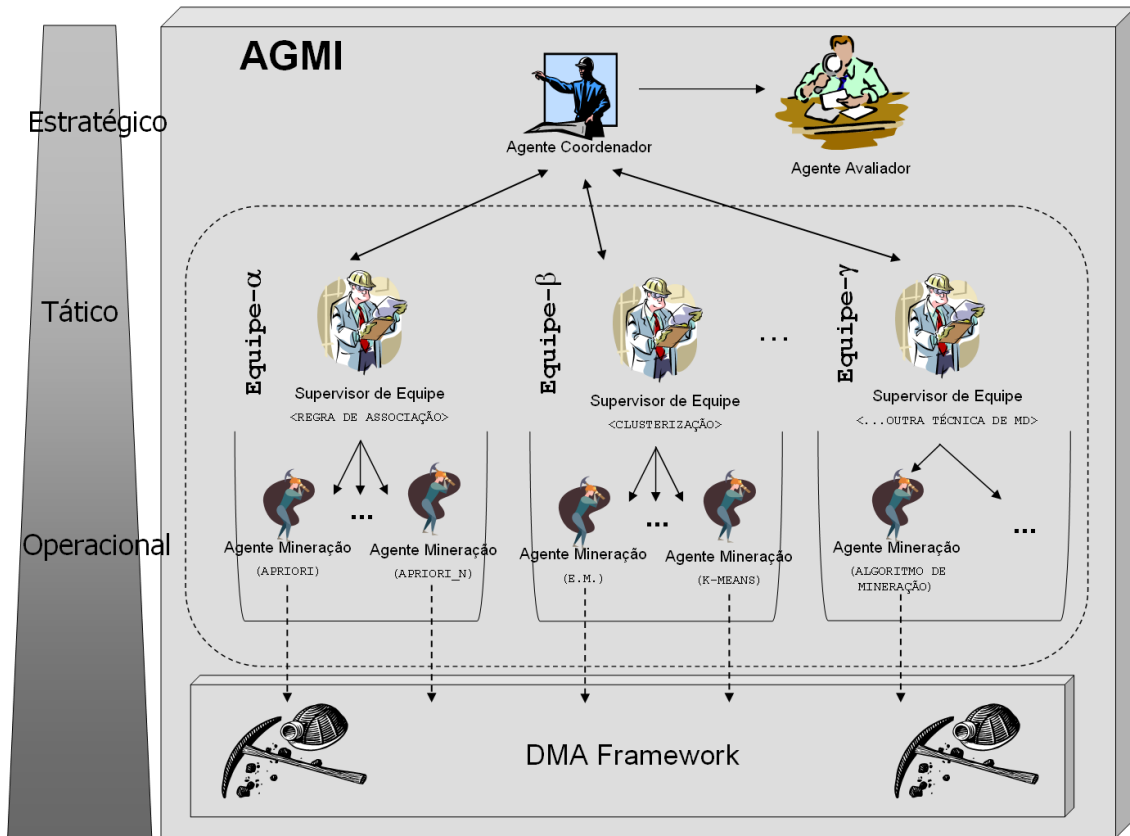 AGMI
Estratégico
Agente Coordenador
Agente Avaliador
Tático
Equipe-α
Supervisor de Equipe
<REGRA DE ASSOCIAÇÃO>
Equipe-β
Supervisor de Equipe
<CLUSTERIZAÇÃO>
...
Equipe-γ
Supervisor de Equipe
<...OUTRA TÉCNICA DE MD>
Operacional
Agente Mineração
(APRIORI)
...
Agente Mineração
(APRIORI_N)
Agente Mineração
(E.M.)
...
Agente Mineração
(K-MEANS)
Agente Mineração
(ALGORITMO DE
MINERAÇÃO)
...
DMA Framework